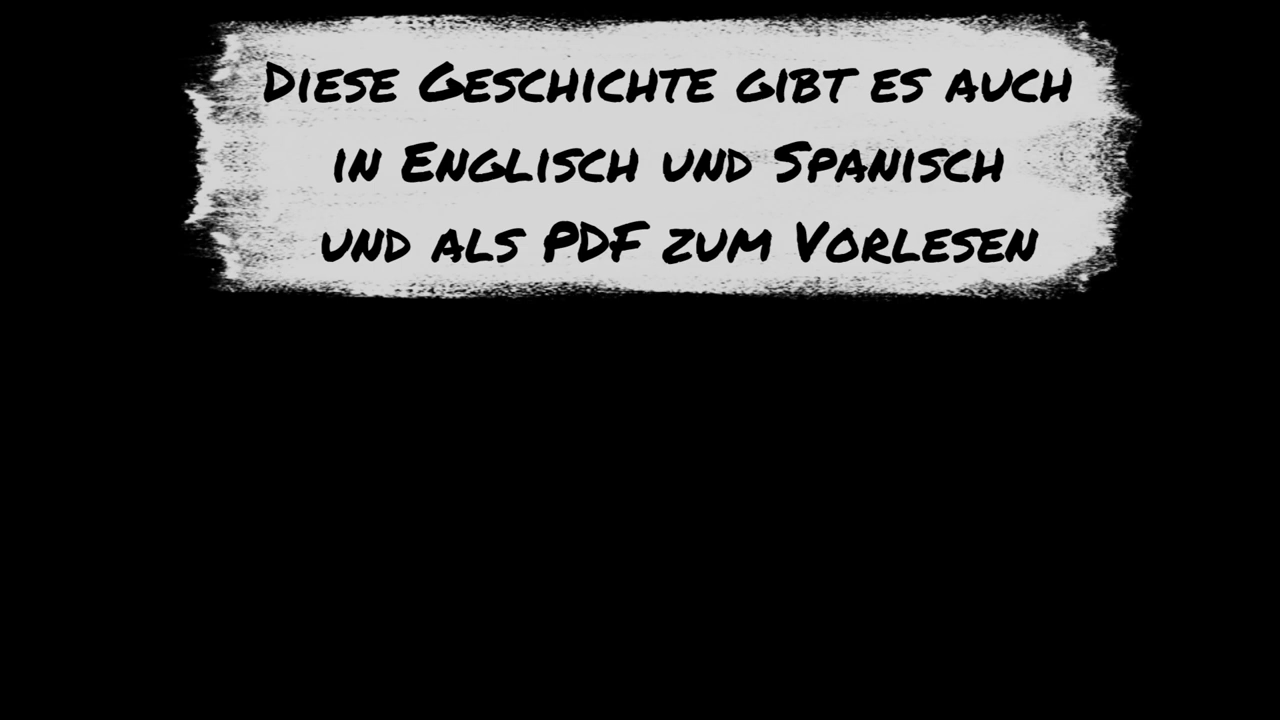 Diese Geschichte gibt es auch
in Englisch und Spanisch
und als PDF zum Vorlesen